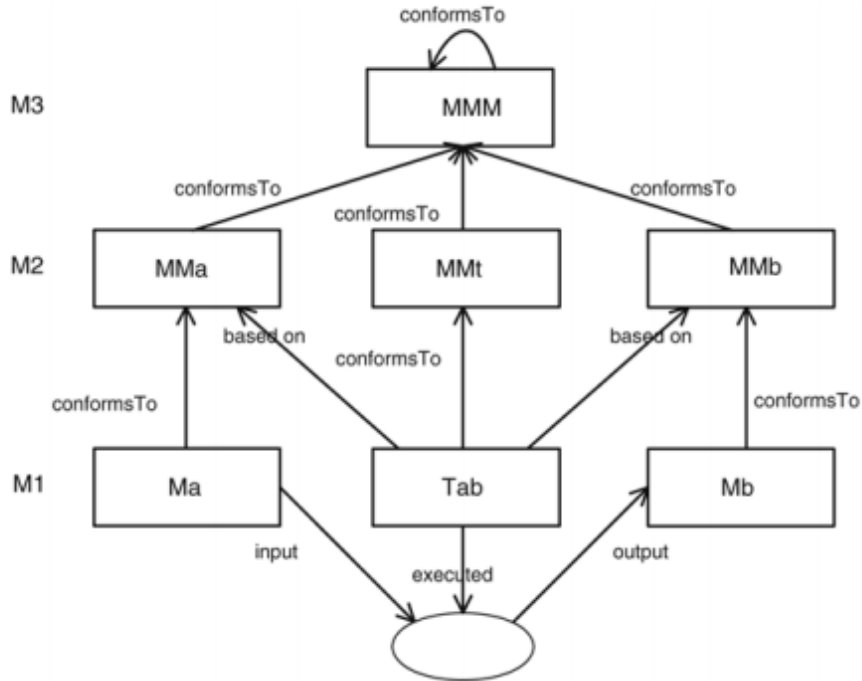 conformsTo
M3
MMM
conformsTo
conformsTo
conformsTo
M2
MMa
MMt
MMb
based on
based on
conformsTo
conformsTo
conformsTo
M1
Ma
Tab
Mb
input
output
executed